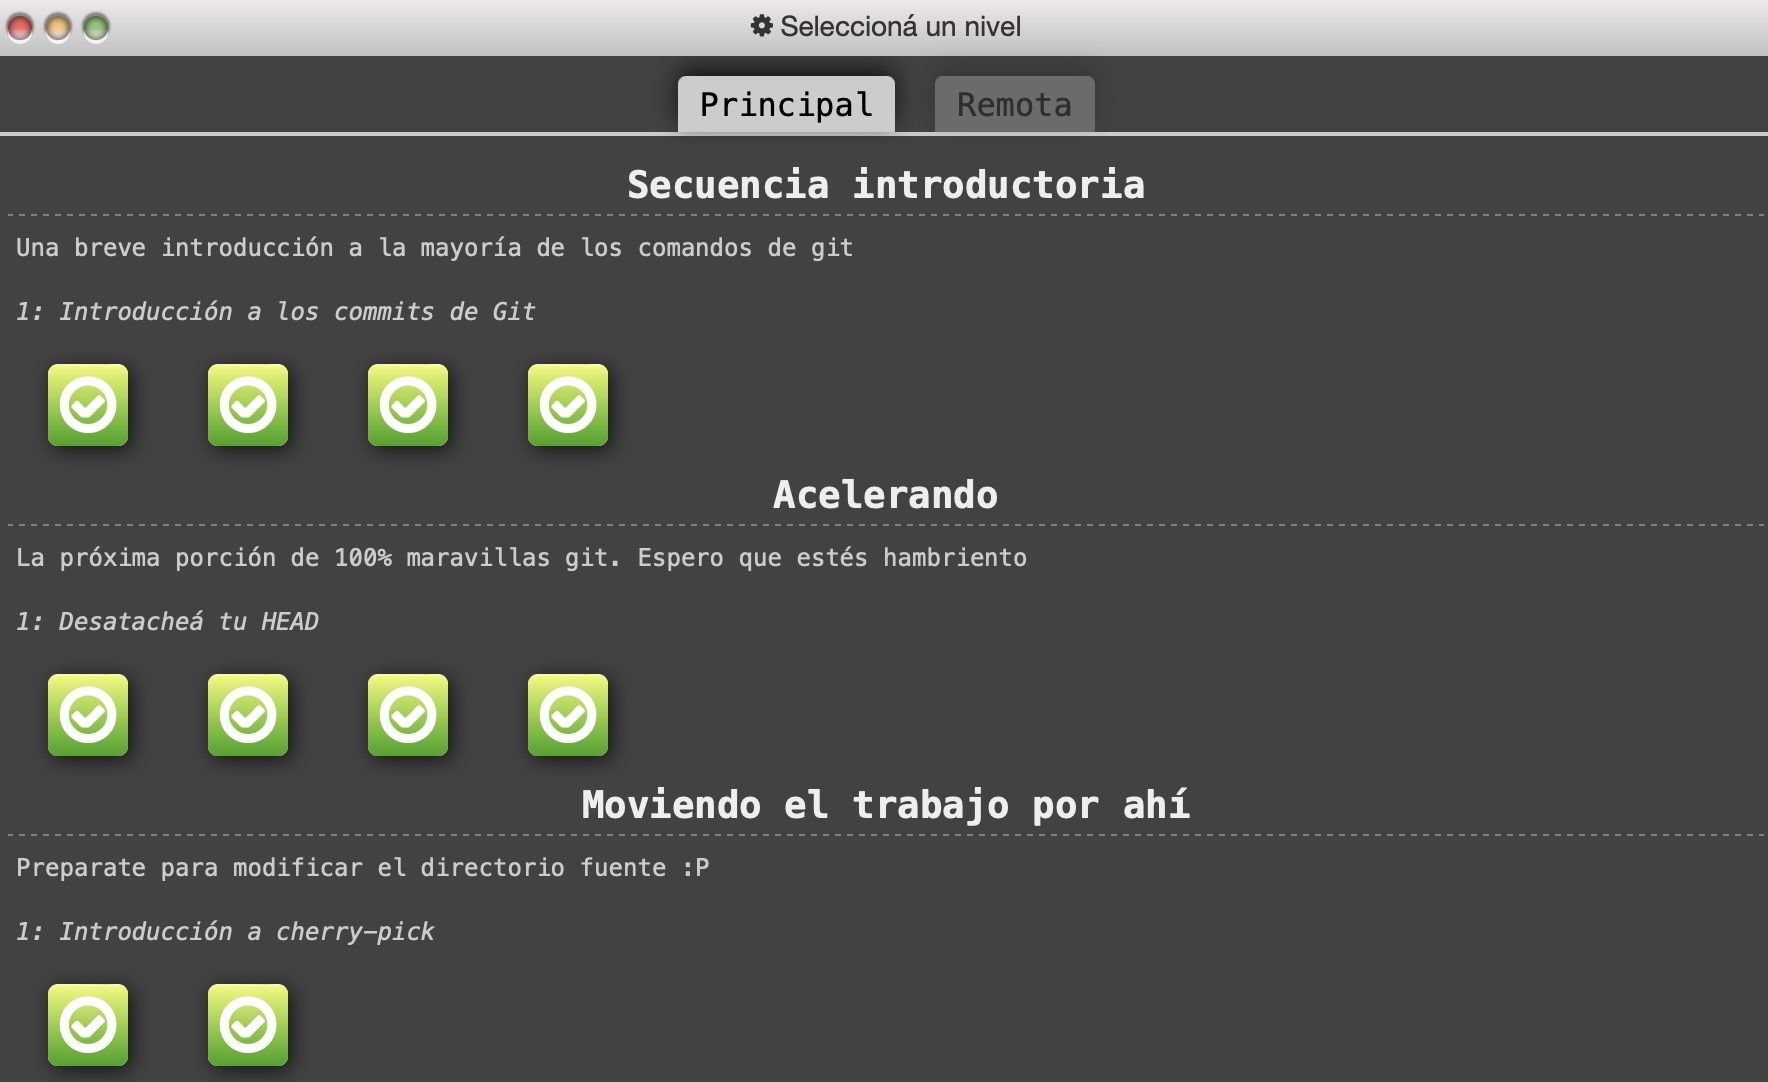 Seleccioná un nivel
Principal
Remota
Secuencia introductoria
Una breve introducción a la mayoría de los comandos de git
1: Introducción a los commits de Git
Acelerando
La próxima porción de 100% maravillas git. Espero que estés hambriento
1: Desatacheá tu HEAD
Moviendo el trabajo por ahí
Preparate para modificar el directorio fuente :P
1: Introducción a cherry-pick